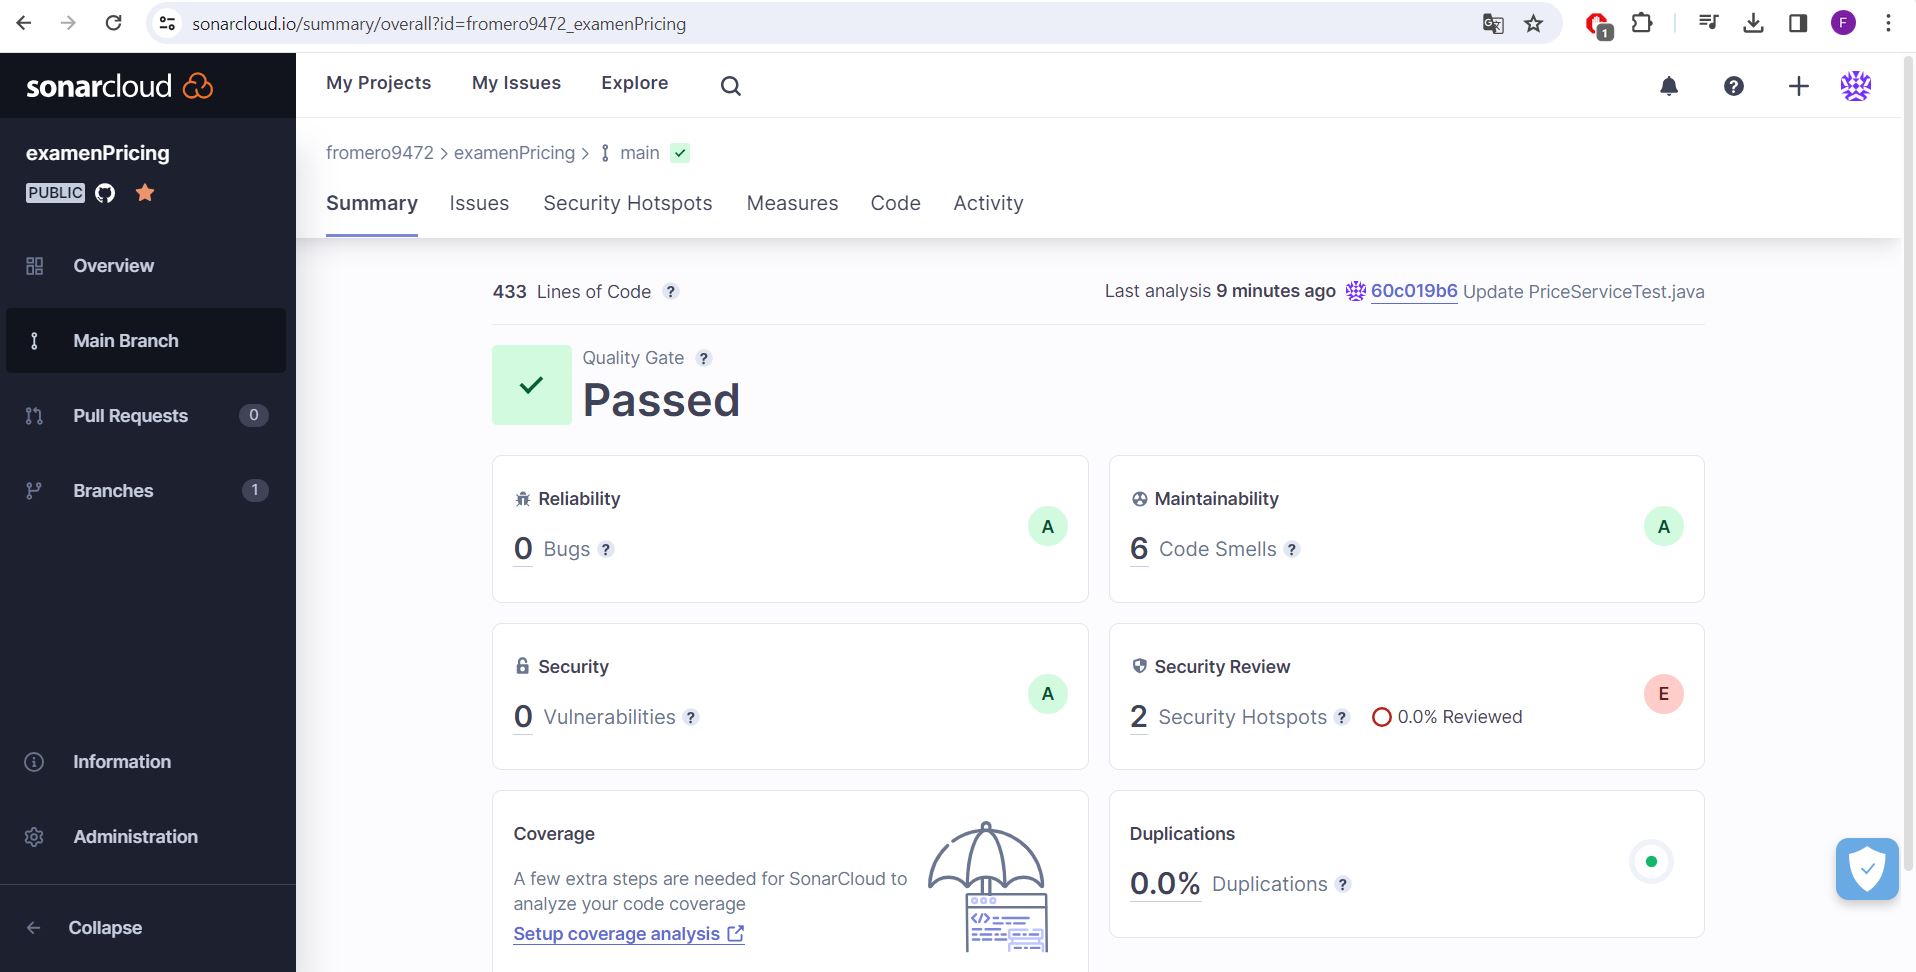 sonarcloud.io/summary/overall?id=fromero9472_examenPricing
1
F
sonarcloud
My Projects My Issues Explore
examenPricing
PUBLIC
Overview
Main Branch
Pull Requests 0
Branches 1
Information
Administration
Collapse
fromero9472 > examenPricing > main
Summary Issues Security Hotspots Measures Code Activity
433 Lines of Code ?
Last analysis 9 minutes ago 60c019b6 Update PriceServiceTest.java
Quality Gate ?
Passed
Reliability
0 Bugs ?
A
Maintainability
6 Code Smells ?
A
Security
0 Vulnerabilities ?
A
Security Review
2 Security Hotspots ? 0.0% Reviewed
E
Coverage
A few extra steps are needed for SonarCloud to
analyze your code coverage
Setup coverage analysis
</>
Duplications
0.0% Duplications ?